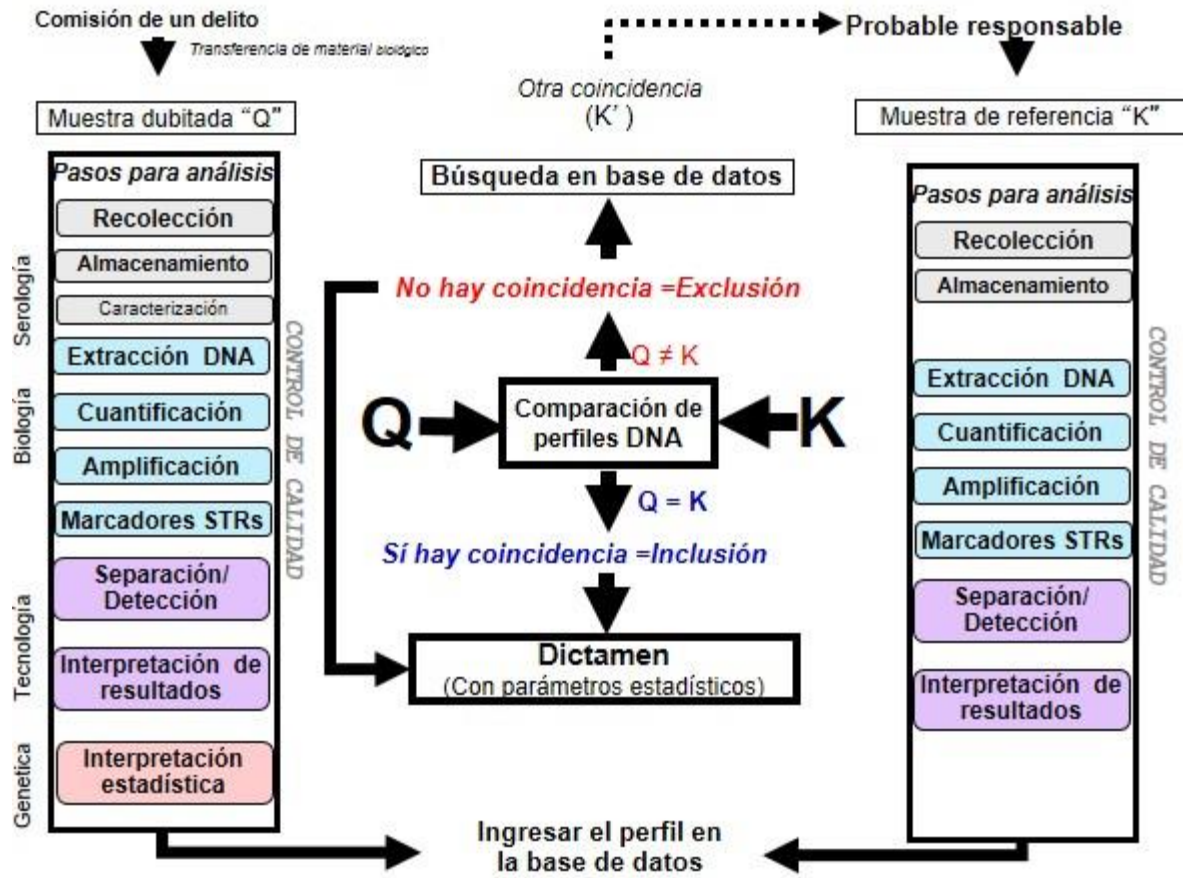 Comisión de un delito
Transferencia de material biológico
Muestra dubitada “Q”
Pasos para análisis
Recolección
Almacenamiento
Caracterización
Extracción DNA
Cuantificación
Amplificación
Marcadores STRs
Separación/
Detección
Interpretación de
resultados
Interpretación
estadística
Serología
Biología
Tecnología
Genetica
CONTROL DE CALIDAD
Otra coincidencia
(K’ )
Búsqueda en base de datos
No hay coincidencia =Exclusión
Q ≠ K
Q
Comparación de
perfiles DNA
K
Q = K
Sí hay coincidencia =Inclusión
Dictamen
(Con parámetros estadísticos)
Ingresar el perfil en
la base de datos
Probable responsable
Muestra de referencia “K”
Pasos para análisis
Recolección
Almacenamiento
Extracción DNA
Cuantificación
Amplificación
Marcadores STRs
Separación/
Detección
Interpretación de
resultados
CONTROL DE CALIDAD